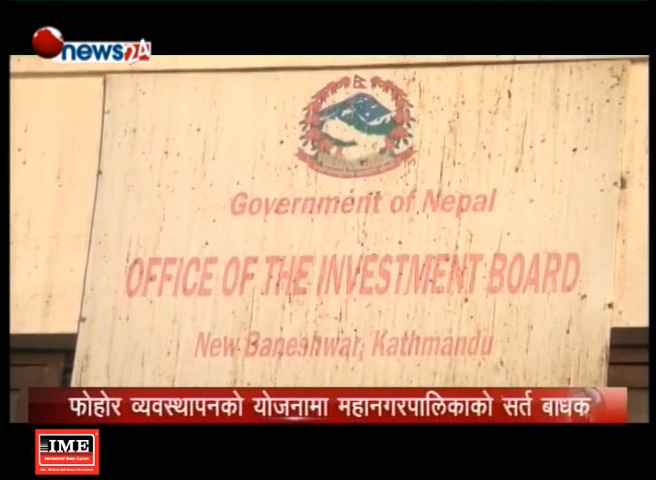 news24
Government of Nepal
OFFICE OF THE INVESTMENT BOARD
New Baneshwar, Kathmandu
फोहोर व्यवस्थापनको योजनामा महानगरपालिकाको सर्त बाधक
IME